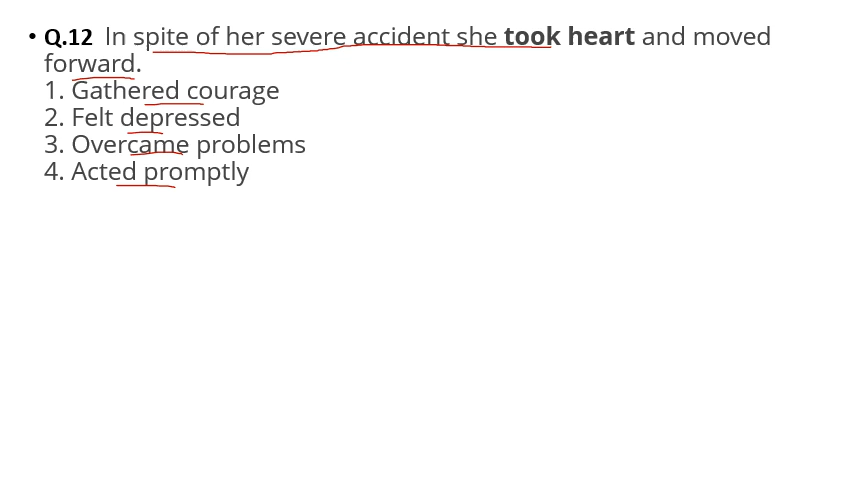 • Q.12 In spite of her severe accident she took heart and moved
forward.
1. Gathered courage
2. Felt depressed
3. Overcame problems
4. Acted promptly